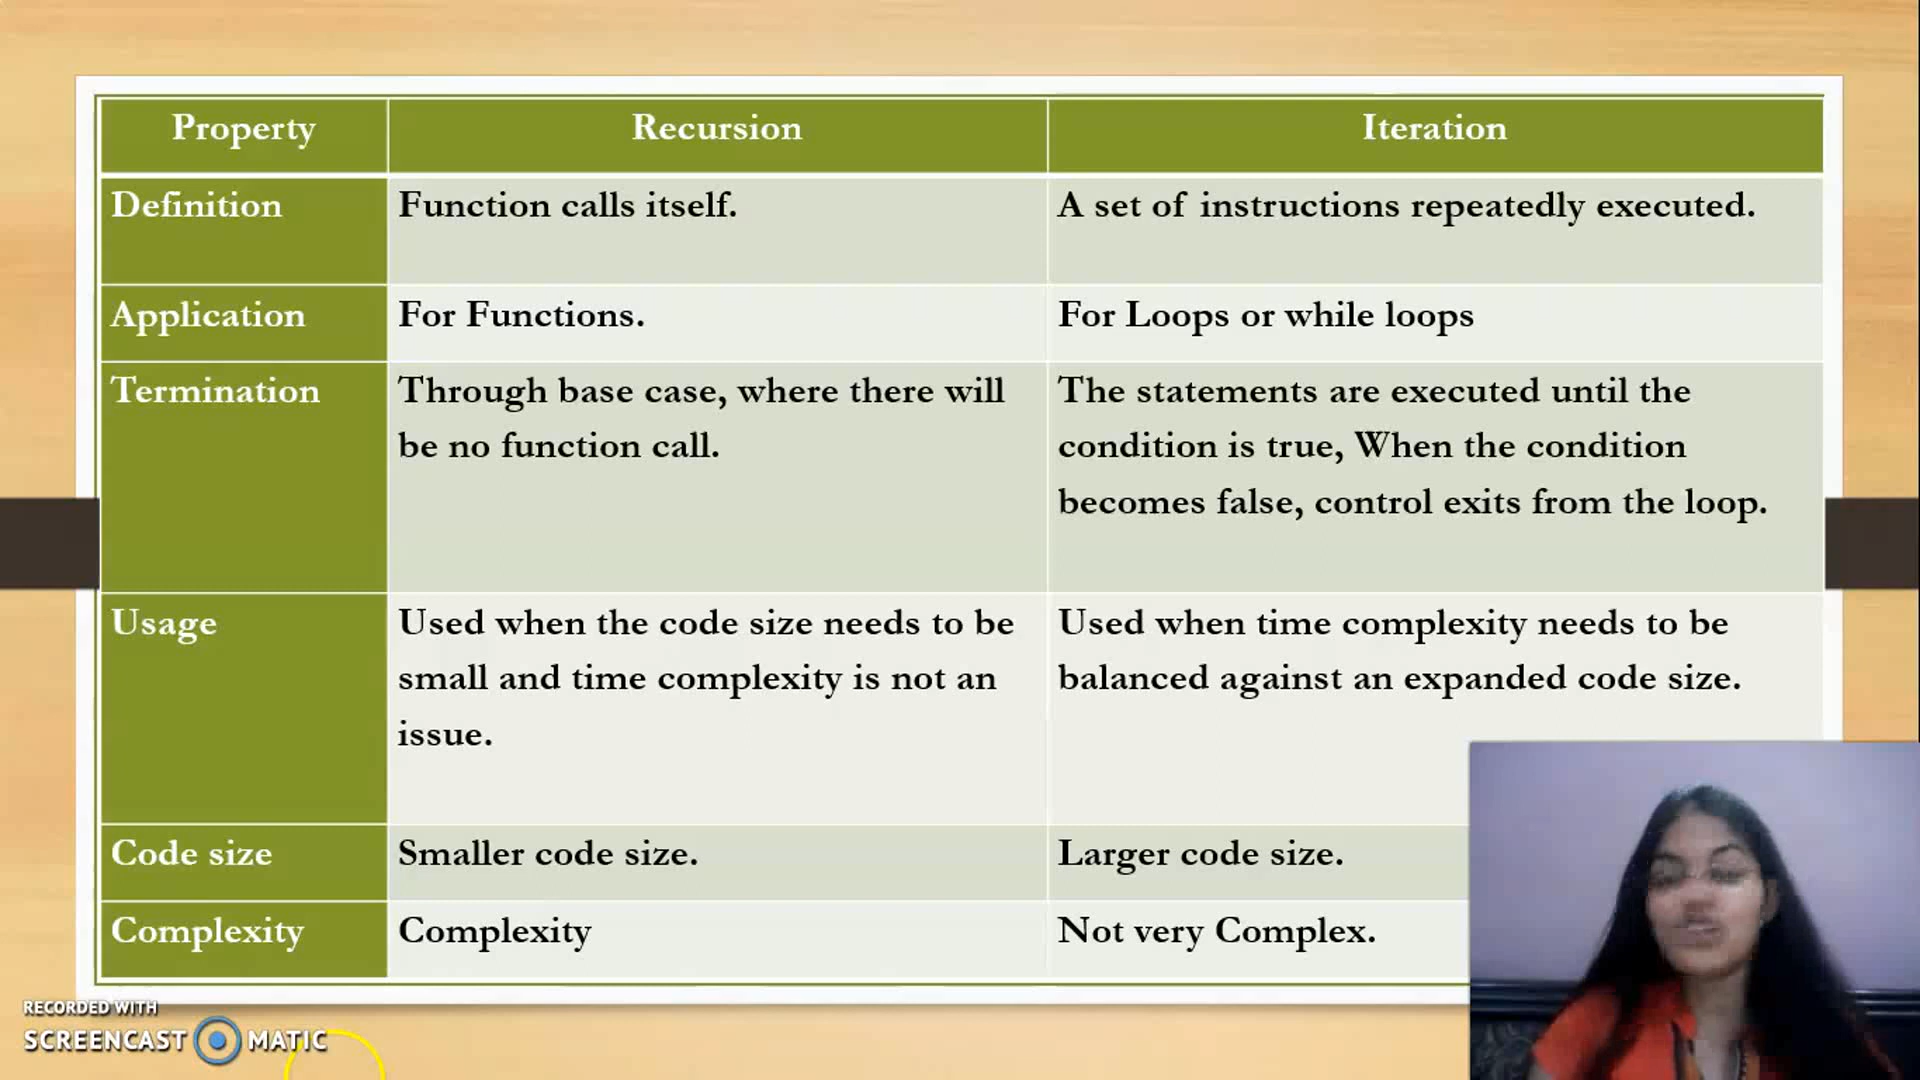 Property Recursion Iteration
Definition Function calls itself. A set of instructions repeatedly executed.
Application For Functions. For Loops or while loops
Termination Through base case, where there will The statements are executed until the
be no function call. condition is true, When the condition
becomes false, control exits from the loop.
Usage Used when the code size needs to be Used when time complexity needs to be
small and time complexity is not an balanced against an expanded code size.
issue.
Code size Smaller code size. Larger code size.
Complexity Complexity Not very Complex.
RECORDED WITH
SCREENCAST MATIC